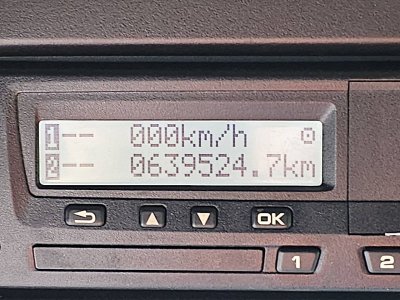 1-- 000km/h ⊙
2-- 0639524.7km
OK
1 2